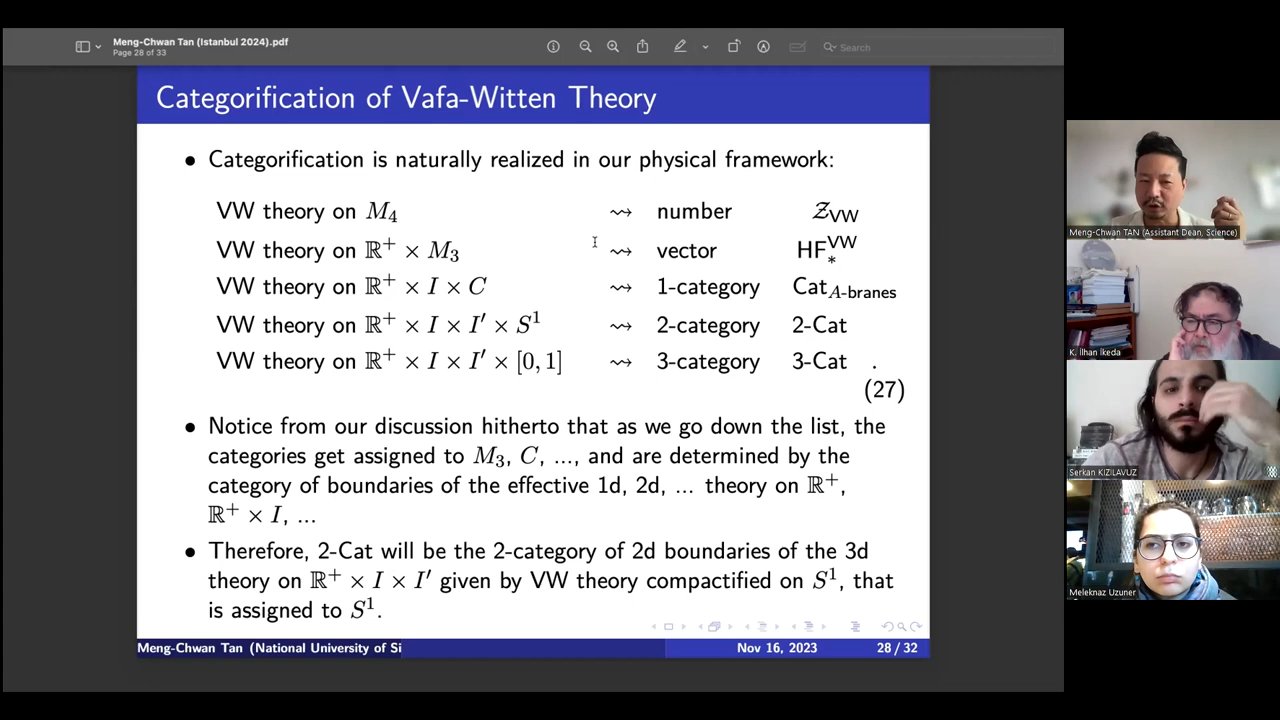 Meng-Chwan Tan (Istanbul 2024).pdf
Page 28 of 33
Search
Categorification of Vafa-Witten Theory
• Categorification is naturally realized in our physical framework:
VW theory on M₄ ⇝ number 𝒵_VW
VW theory on ℝ⁺ × M₃ ⇝ vector HF^VW_*
VW theory on ℝ⁺ × I × C ⇝ 1-category Cat_A-branes
VW theory on ℝ⁺ × I × I′ × S¹ ⇝ 2-category 2-Cat
VW theory on ℝ⁺ × I × I′ × [0, 1] ⇝ 3-category 3-Cat .
(27)
• Notice from our discussion hitherto that as we go down the list, the
categories get assigned to M₃, C, ..., and are determined by the
category of boundaries of the effective 1d, 2d, ... theory on ℝ⁺,
ℝ⁺ × I, ...
• Therefore, 2-Cat will be the 2-category of 2d boundaries of the 3d
theory on ℝ⁺ × I × I′ given by VW theory compactified on S¹, that
is assigned to S¹.
Meng-Chwan Tan (National University of Si
Nov 16, 2023
28 / 32
Meng-Chwan TAN (Assistant Dean, Science)
K. İlhan İkeda
Serkan KIZILAVUZ
Meleknaz Uzuner